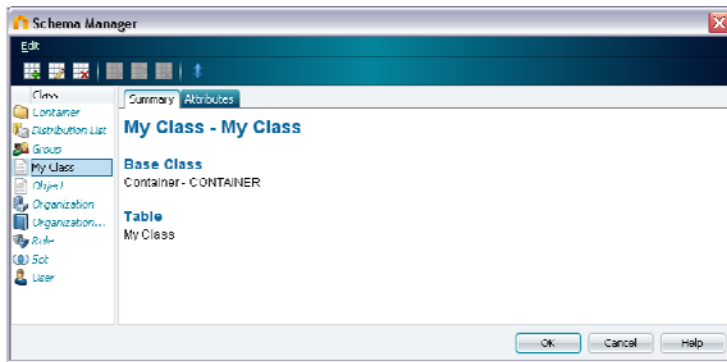 Schema Manager
Edit
Class
Container
Distribution List
Group
My Class
Object
Organization
Organization...
Role
Set
User
Summary Attributes
My Class - My Class
Base Class
Container - CONTAINER
Table
My Class
OK Cancel Help